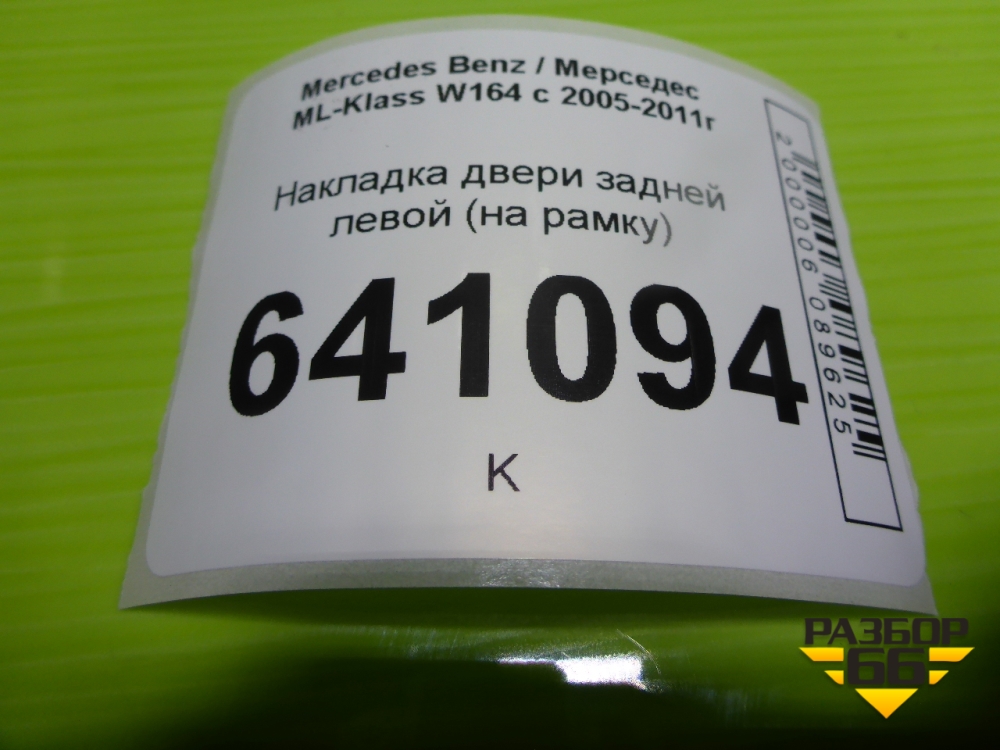 Mercedes Benz / Мерседес
ML-Klass W164 с 2005-2011г
Накладка двери задней
левой (на рамку)
641094
К
2000006089625
РАЗБОР
66